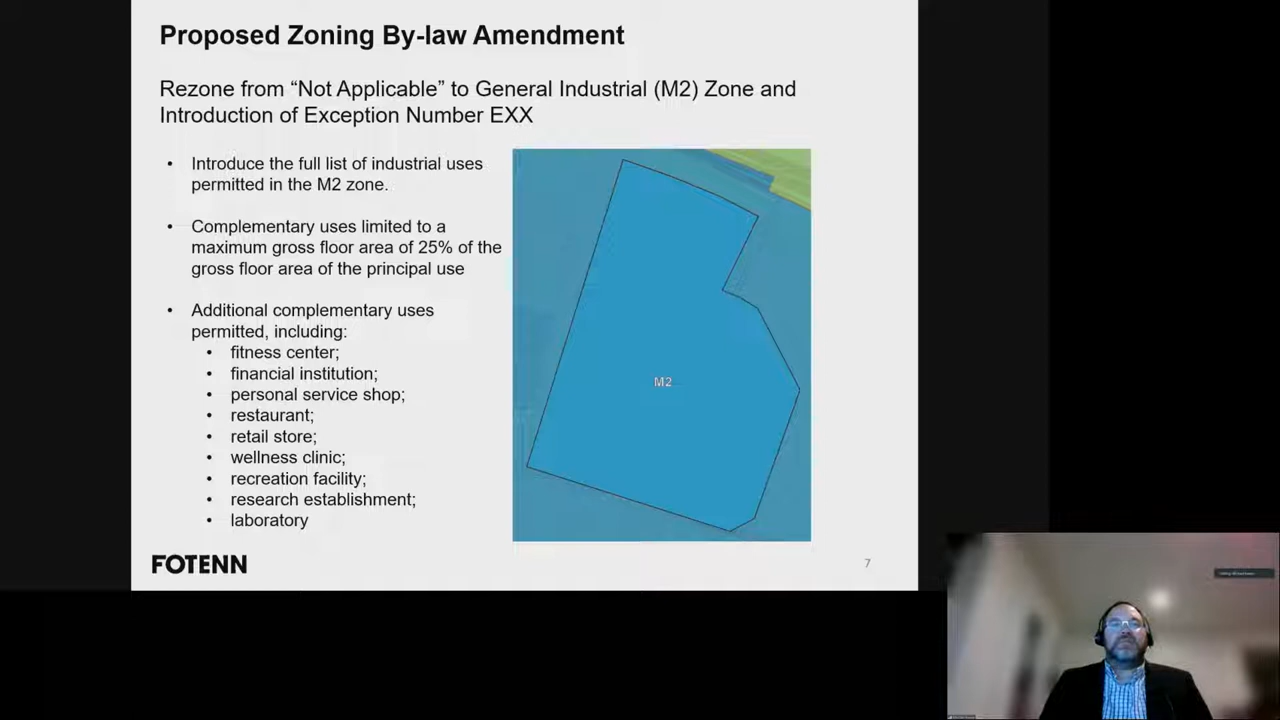 Proposed Zoning By-law Amendment
Rezone from “Not Applicable” to General Industrial (M2) Zone and
Introduction of Exception Number EXX
• Introduce the full list of industrial uses
permitted in the M2 zone.
• Complementary uses limited to a
maximum gross floor area of 25% of the
gross floor area of the principal use
• Additional complementary uses
permitted, including:
• fitness center;
• financial institution;
• personal service shop;
• restaurant;
• retail store;
• wellness clinic;
• recreation facility;
• research establishment;
• laboratory
M2
FOTENN
7